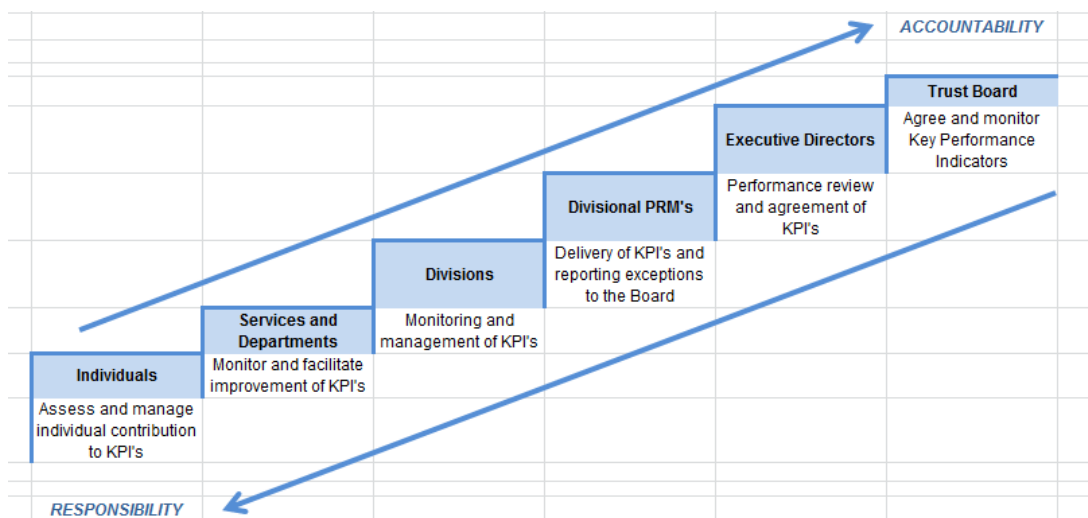 ACCOUNTABILITY
Trust Board
Agree and monitor
Key Performance
Indicators
Executive Directors
Performance review
and agreement of
KPI's
Divisional PRM's
Delivery of KPI's and
reporting exceptions
to the Board
Divisions
Monitoring and
management of KPI's
Services and
Departments
Monitor and facilitate
improvement of KPI's
Individuals
Assess and manage
individual contribution
to KPI's
RESPONSIBILITY